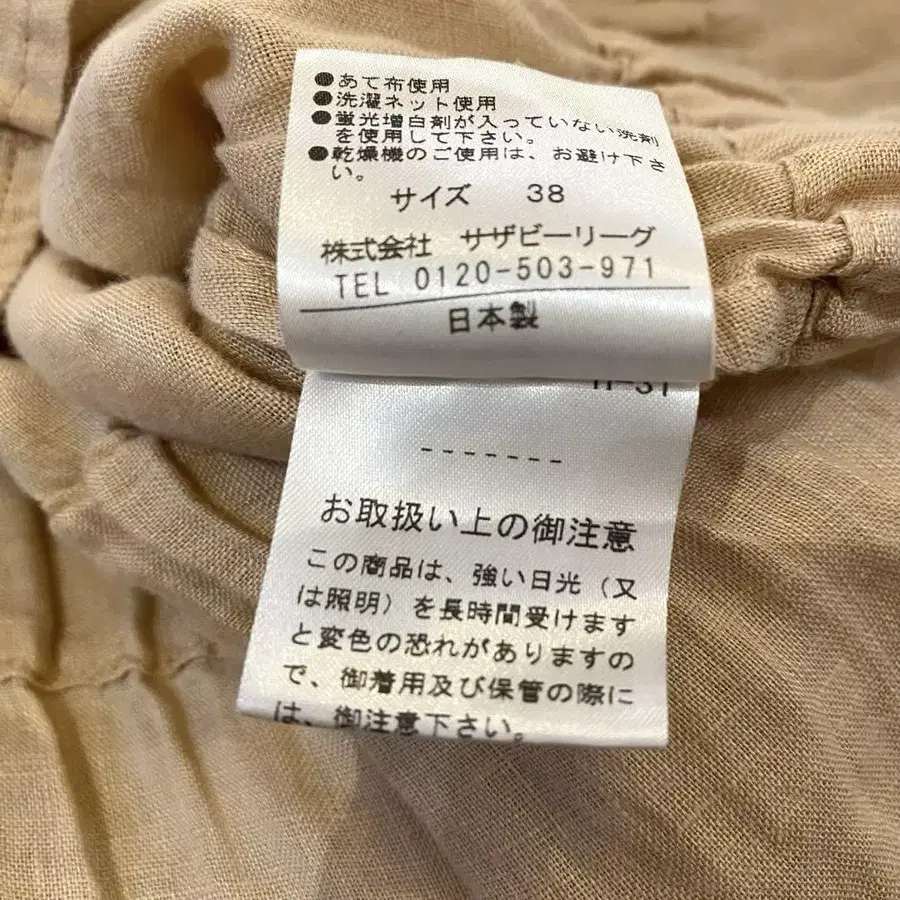 ●あて布使用
●洗濯ネット使用
●蛍光増白剤が入っていない洗剤
を使用して下さい。
●乾燥機のご使用は、お避け下さ
い。
サイズ 38
株式会社 サザビーリーグ
TEL 0120-503-971
日本製
-------
お取扱い上の御注意
この商品は、強い日光（又
は照明）を長時間受けます
と変色の恐れがありますの
で、御着用及び保管の際に
は、御注意下さい。